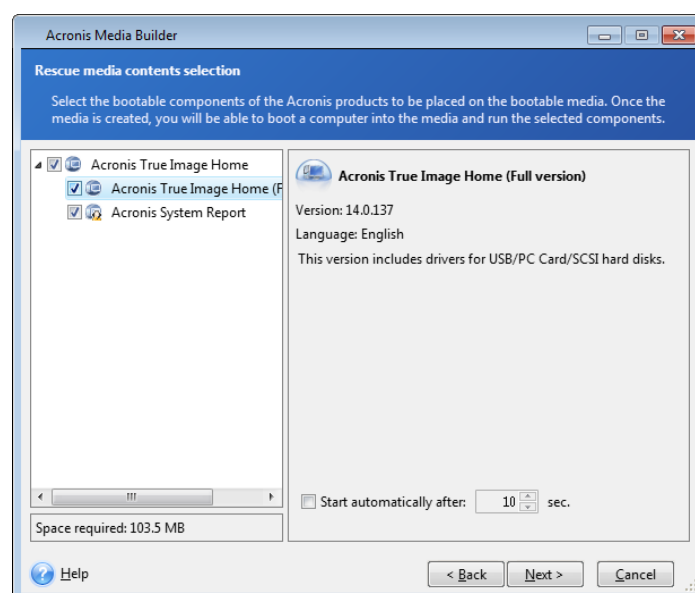 Acronis Media Builder
Rescue media contents selection
Select the bootable components of the Acronis products to be placed on the bootable media. Once the
media is created, you will be able to boot a computer into the media and run the selected components.
Acronis True Image Home
Acronis True Image Home (F
Acronis System Report
Space required: 103.5 MB
Acronis True Image Home (Full version)
Version: 14.0.137
Language: English
This version includes drivers for USB/PC Card/SCSI hard disks.
Start automatically after: 10 sec.
Help
< Back
Next >
Cancel